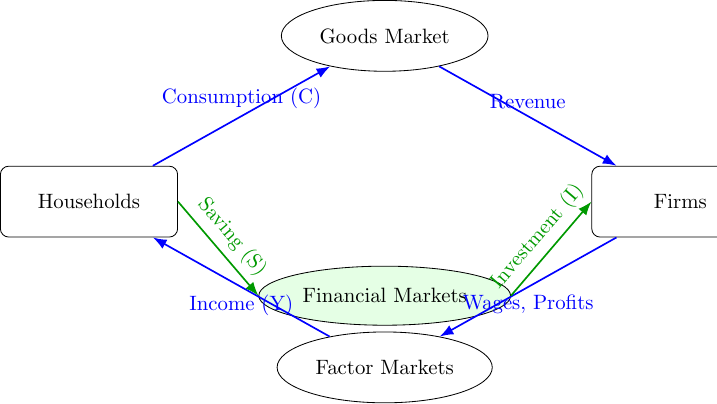 Goods Market
Consumption (C)
Revenue
Households
Firms
Saving (S)
Investment (I)
Financial Markets
Income (Y)
Wages, Profits
Factor Markets